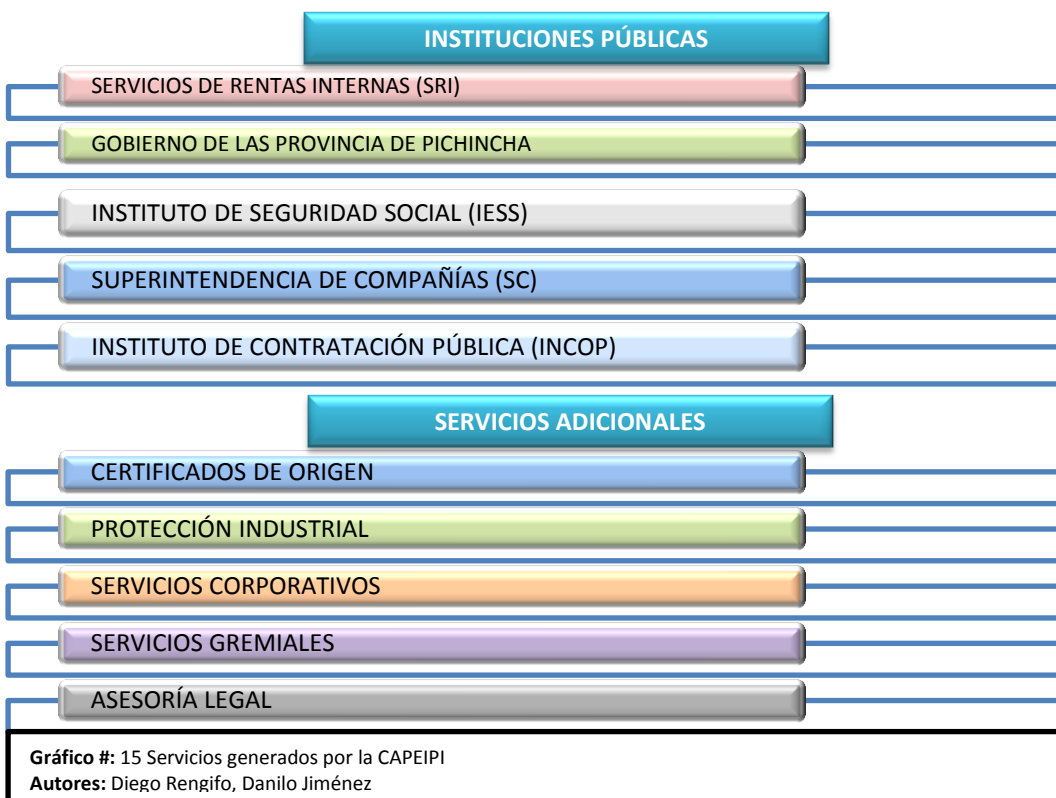 INSTITUCIONES PÚBLICAS
SERVICIOS DE RENTAS INTERNAS (SRI)
GOBIERNO DE LAS PROVINCIA DE PICHINCHA
INSTITUTO DE SEGURIDAD SOCIAL (IESS)
SUPERINTENDENCIA DE COMPAÑÍAS (SC)
INSTITUTO DE CONTRATACIÓN PÚBLICA (INCOP)
SERVICIOS ADICIONALES
CERTIFICADOS DE ORIGEN
PROTECCIÓN INDUSTRIAL
SERVICIOS CORPORATIVOS
SERVICIOS GREMIALES
ASESORÍA LEGAL
Gráfico #: 15 Servicios generados por la CAPEIPI
Autores: Diego Rengifo, Danilo Jiménez